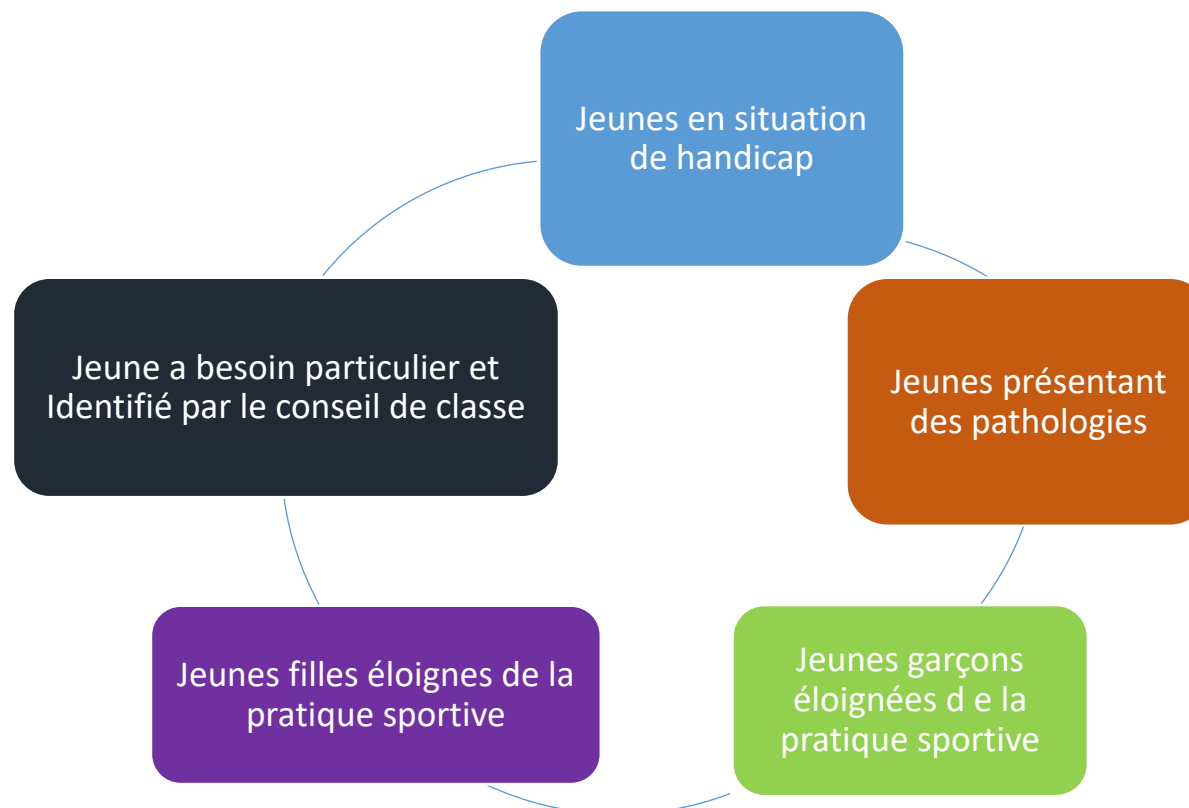 Jeunes en situation
de handicap
Jeune a besoin particulier et
Identifié par le conseil de classe
Jeunes présentant
des pathologies
Jeunes filles éloignes de la
pratique sportive
Jeunes garçons
éloignées d e la
pratique sportive